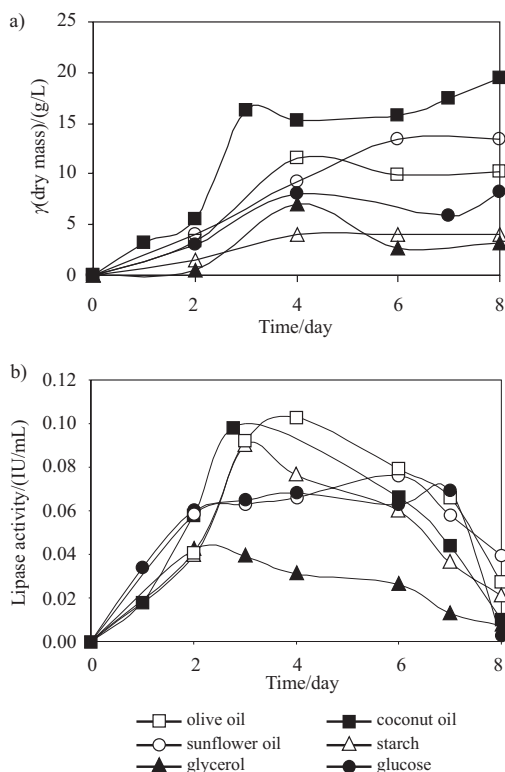 a)
γ(dry mass)/(g/L)
25
20
15
10
5
0
0 2 4 6 8
Time/day
b)
Lipase activity/(IU/mL)
0.12
0.10
0.08
0.06
0.04
0.02
0.00
0 2 4 6 8
Time/day
olive oil coconut oil
sunflower oil starch
glycerol glucose